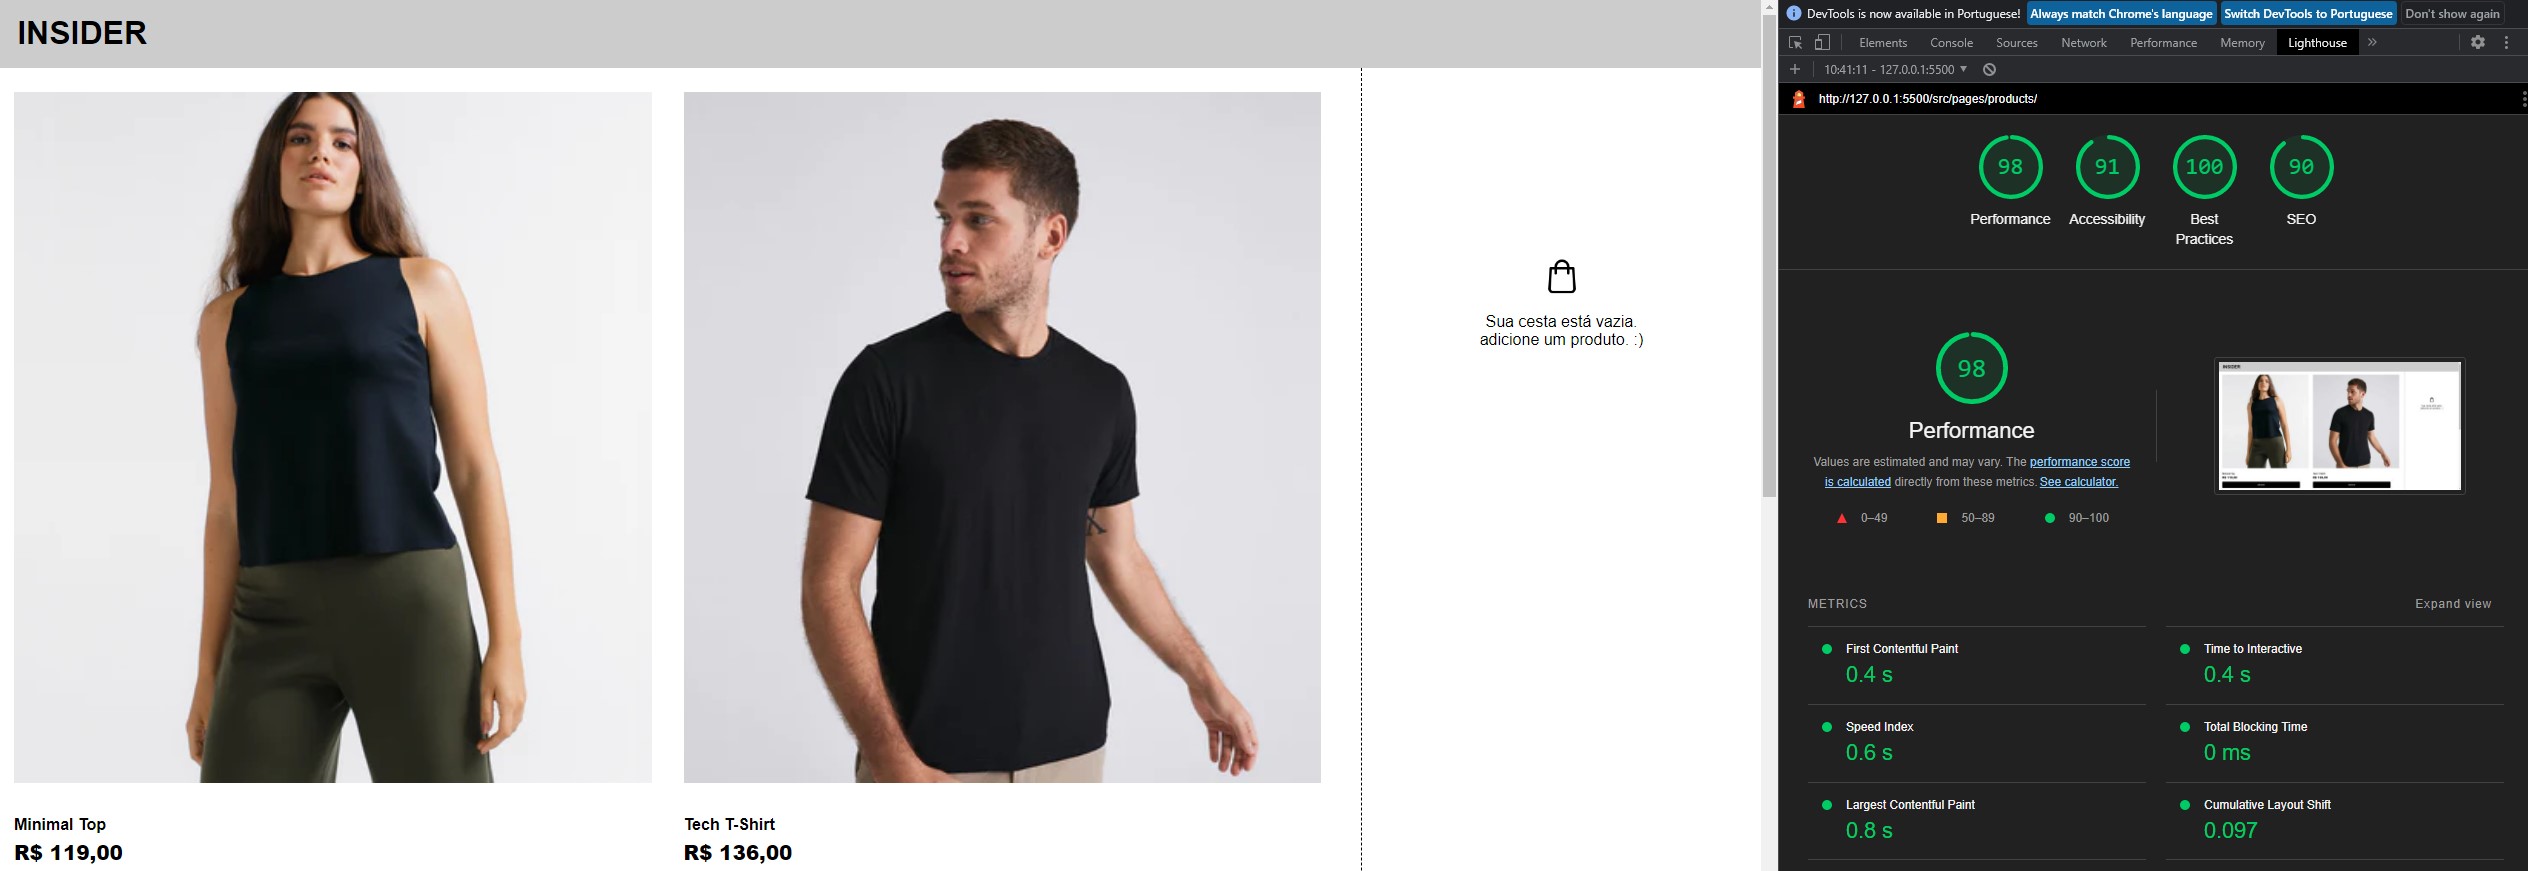 INSIDER
Sua cesta está vazia.
adicione um produto. :)
Minimal Top
R$ 119,00
Tech T-Shirt
R$ 136,00
DevTools is now available in Portuguese! Always match Chrome's language Switch DevTools to Portuguese Don't show again
Elements Console Sources Network Performance Memory Lighthouse »
10:41:11 - 127.0.0.1:5500
http://127.0.0.1:5500/src/pages/products/
98 91 100 90
Performance Accessibility Best Practices SEO
98
Performance
Values are estimated and may vary. The performance score
is calculated directly from these metrics. See calculator.
0–49 50–89 90–100
INSIDER
METRICS Expand view
First Contentful Paint
0.4 s
Time to Interactive
0.4 s
Speed Index
0.6 s
Total Blocking Time
0 ms
Largest Contentful Paint
0.8 s
Cumulative Layout Shift
0.097